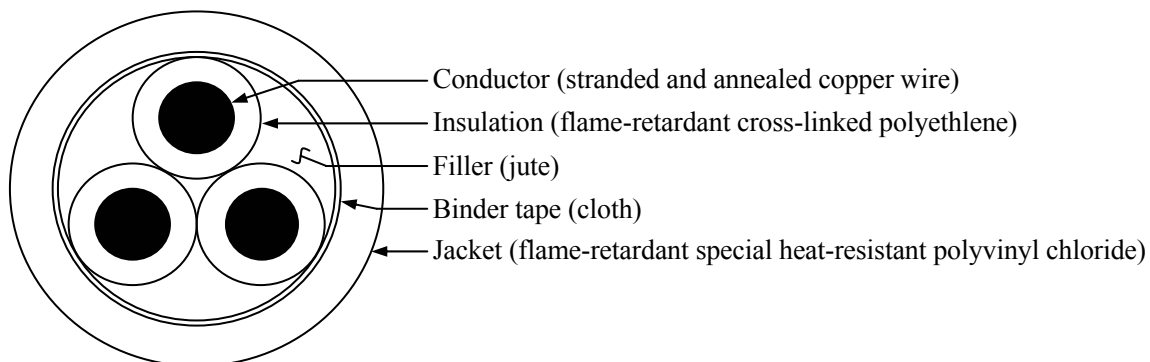 Conductor (stranded and annealed copper wire)
Insulation (flame-retardant cross-linked polyethlene)
Filler (jute)
Binder tape (cloth)
Jacket (flame-retardant special heat-resistant polyvinyl chloride)